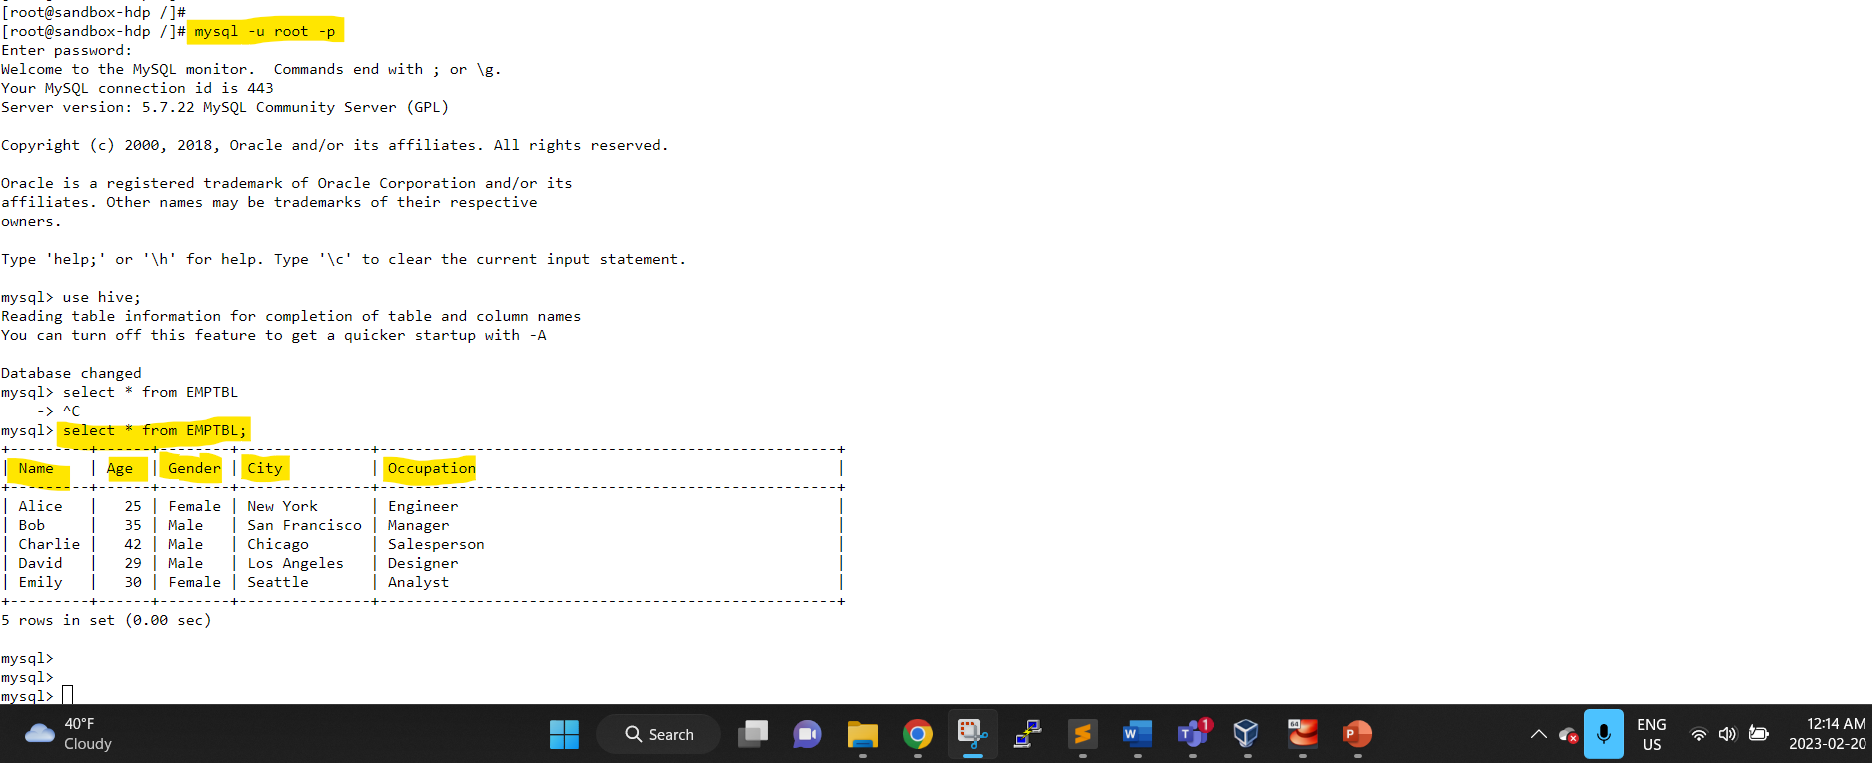 [root@sandbox-hdp /]#
[root@sandbox-hdp /]# mysql -u root -p
Enter password:
Welcome to the MySQL monitor.  Commands end with ; or \g.
Your MySQL connection id is 443
Server version: 5.7.22 MySQL Community Server (GPL)
Copyright (c) 2000, 2018, Oracle and/or its affiliates. All rights reserved.
Oracle is a registered trademark of Oracle Corporation and/or its
affiliates. Other names may be trademarks of their respective
owners.
Type 'help;' or '\h' for help. Type '\c' to clear the current input statement.
mysql> use hive;
Reading table information for completion of table and column names
You can turn off this feature to get a quicker startup with -A
Database changed
mysql> select * from EMPTBL
    -> ^C
mysql> select * from EMPTBL;
+---------+------+--------+---------------+----------------------------------------------------+
| Name    | Age  | Gender | City          | Occupation                                         |
+---------+------+--------+---------------+----------------------------------------------------+
| Alice   |   25 | Female | New York      | Engineer                                           |
| Bob     |   35 | Male   | San Francisco | Manager                                            |
| Charlie |   42 | Male   | Chicago       | Salesperson                                        |
| David   |   29 | Male   | Los Angeles   | Designer                                           |
| Emily   |   30 | Female | Seattle       | Analyst                                            |
+---------+------+--------+---------------+----------------------------------------------------+
5 rows in set (0.00 sec)
mysql>
mysql>
mysql>
40°F
Cloudy
Search
64
1
ENG
US
12:14 AM
2023-02-20